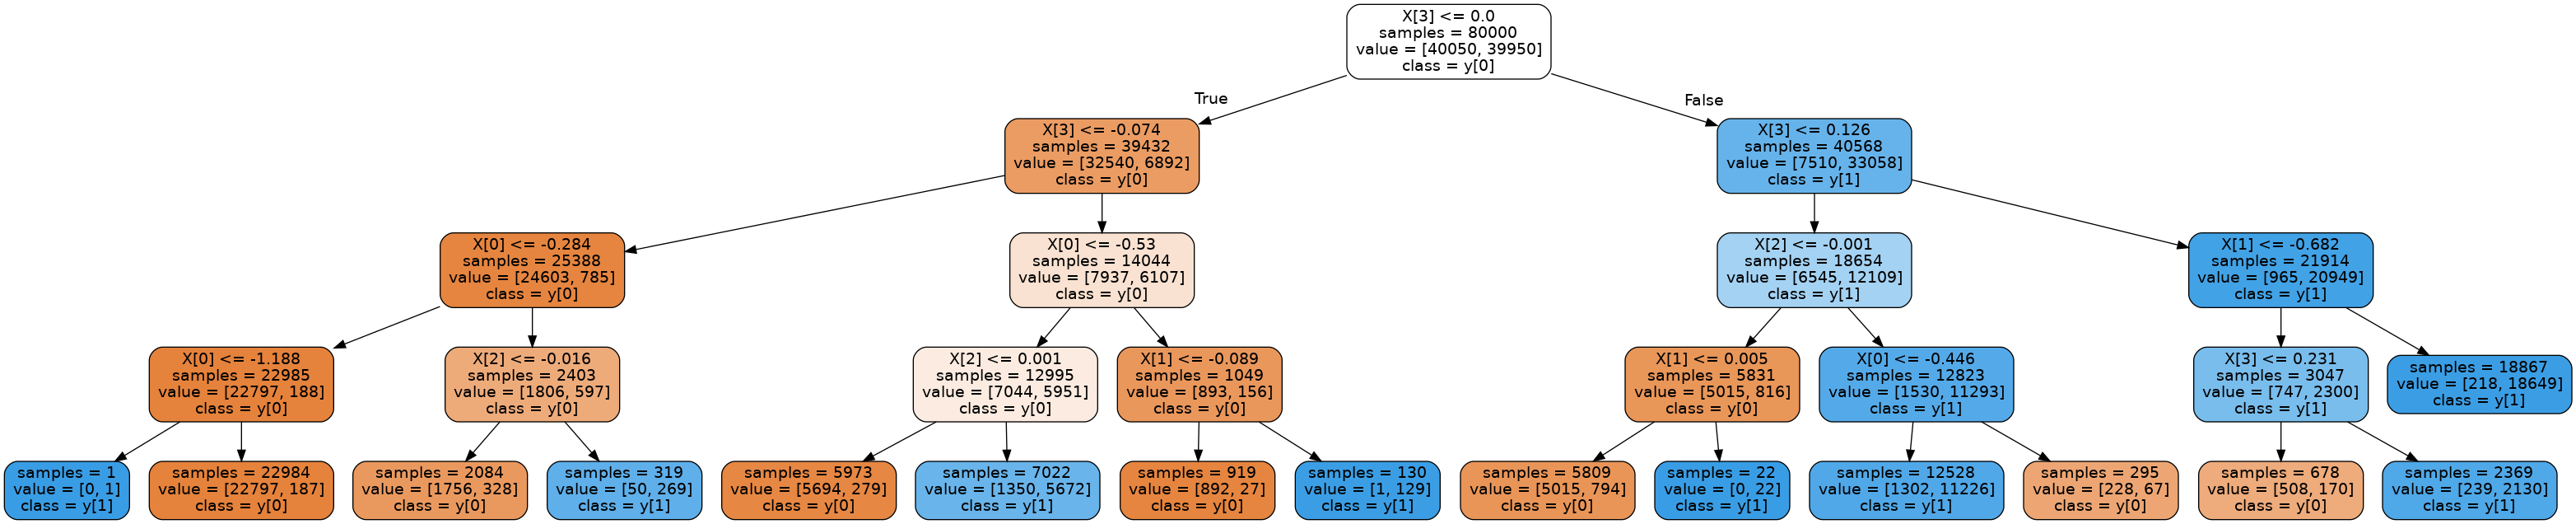 X[3] <= 0.0
samples = 80000
value = [40050, 39950]
class = y[0]
True
False
X[3] <= -0.074
samples = 39432
value = [32540, 6892]
class = y[0]
X[3] <= 0.126
samples = 40568
value = [7510, 33058]
class = y[1]
X[0] <= -0.284
samples = 25388
value = [24603, 785]
class = y[0]
X[0] <= -0.53
samples = 14044
value = [7937, 6107]
class = y[0]
X[2] <= -0.001
samples = 18654
value = [6545, 12109]
class = y[1]
X[1] <= -0.682
samples = 21914
value = [965, 20949]
class = y[1]
X[0] <= -1.188
samples = 22985
value = [22797, 188]
class = y[0]
X[2] <= -0.016
samples = 2403
value = [1806, 597]
class = y[0]
X[2] <= 0.001
samples = 12995
value = [7044, 5951]
class = y[0]
X[1] <= -0.089
samples = 1049
value = [893, 156]
class = y[0]
X[1] <= 0.005
samples = 5831
value = [5015, 816]
class = y[0]
X[0] <= -0.446
samples = 12823
value = [1530, 11293]
class = y[1]
X[3] <= 0.231
samples = 3047
value = [747, 2300]
class = y[1]
samples = 18867
value = [218, 18649]
class = y[1]
samples = 1
value = [0, 1]
class = y[1]
samples = 22984
value = [22797, 187]
class = y[0]
samples = 2084
value = [1756, 328]
class = y[0]
samples = 319
value = [50, 269]
class = y[1]
samples = 5973
value = [5694, 279]
class = y[0]
samples = 7022
value = [1350, 5672]
class = y[1]
samples = 919
value = [892, 27]
class = y[0]
samples = 130
value = [1, 129]
class = y[1]
samples = 5809
value = [5015, 794]
class = y[0]
samples = 22
value = [0, 22]
class = y[1]
samples = 12528
value = [1302, 11226]
class = y[1]
samples = 295
value = [228, 67]
class = y[0]
samples = 678
value = [508, 170]
class = y[0]
samples = 2369
value = [239, 2130]
class = y[1]